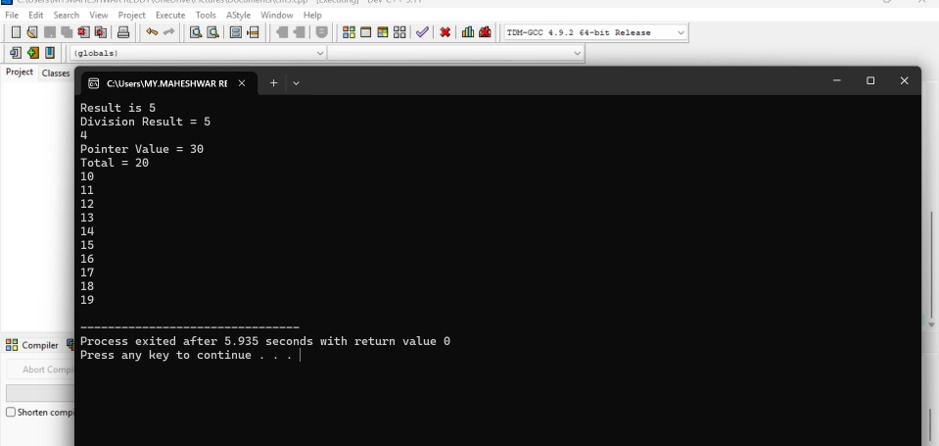 File Edit Search View Project Execute Tools AStyle Window Help
TDM-GCC 4.9.2 64-bit Release
(globals)
Project Classes
C:\Users\MY.MAHESHWAR RE
Result is 5
Division Result = 5
4
Pointer Value = 30
Total = 20
10
11
12
13
14
15
16
17
18
19
--------------------------------
Process exited after 5.935 seconds with return value 0
Press any key to continue . . .
Compiler
Abort Compi
Shorten compi